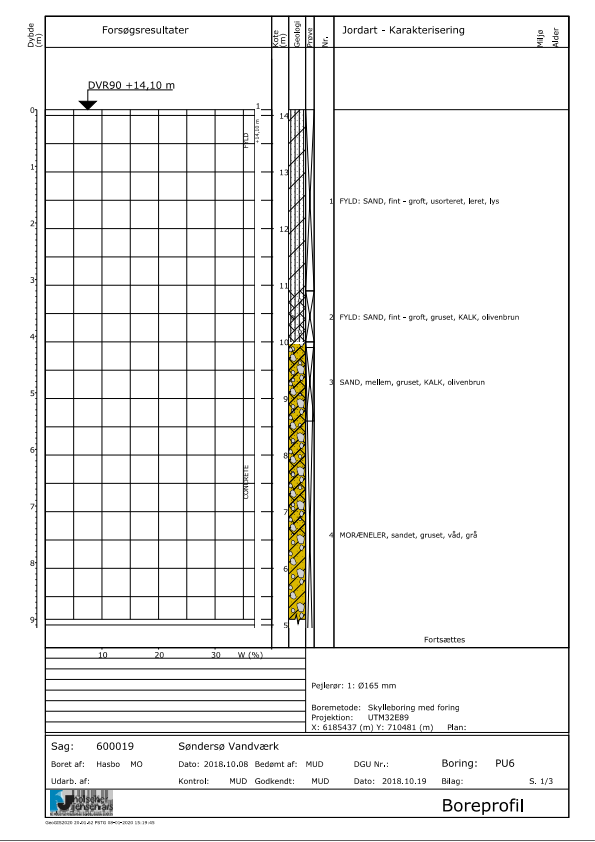 Dybde (m)
Forsøgsresultater
Kote (m)
Geologi
Prøve
Nr.
Jordart - Karakterisering
Miljø
Alder
DVR90 +14,10 m
1
+14,10 m
FYLD
0
14
1
13
1 FYLD: SAND, fint - groft, usorteret, leret, lys
2
12
3
11
2 FYLD: SAND, fint - groft, gruset, KALK, olivenbrun
4
10
3 SAND, mellem, gruset, KALK, olivenbrun
5
9
6
8
CONCRETE
7
7
4 MORÆNELER, sandet, gruset, våd, grå
8
6
9
5
Fortsættes
10 20 30 W (%)
Pejlerør: 1: Ø165 mm
Boremetode: Skylleboring med foring
Projektion: UTM32E89
X: 6185437 (m) Y: 710481 (m) Plan:
Sag: 600019 Søndersø Vandværk
Boret af: Hasbo MO Dato: 2018.10.08 Bedømt af: MUD DGU Nr.: Boring: PU6
Udarb. af: Kontrol: MUD Godkendt: MUD Dato: 2018.10.19 Bilag: S. 1/3
Boreprofil